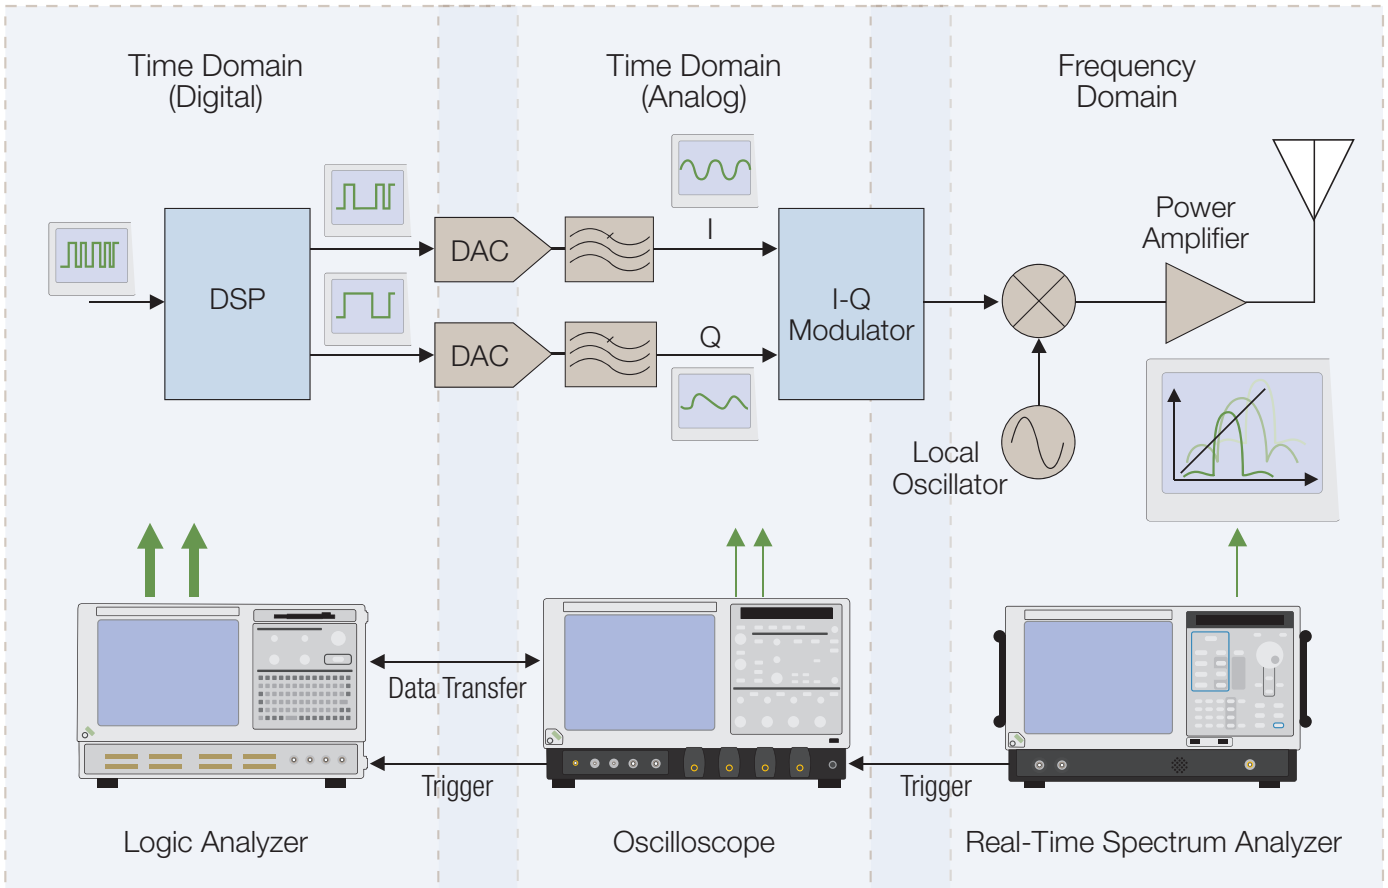 Time Domain
(Digital)
Time Domain
(Analog)
Frequency
Domain
DSP
DAC
DAC
I
Q
I-Q
Modulator
Power
Amplifier
Local
Oscillator
Data Transfer
Trigger
Trigger
Logic Analyzer
Oscilloscope
Real-Time Spectrum Analyzer